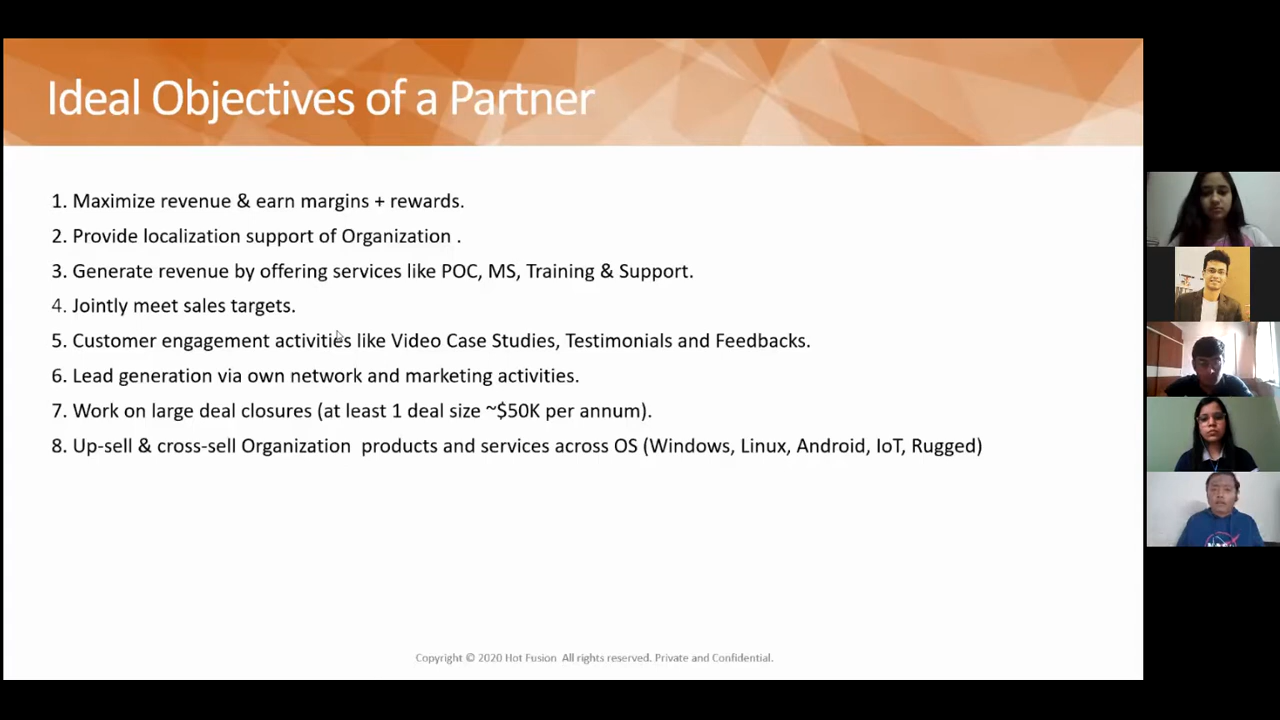 Ideal Objectives of a Partner
1. Maximize revenue & earn margins + rewards.
2. Provide localization support of Organization .
3. Generate revenue by offering services like POC, MS, Training & Support.
4. Jointly meet sales targets.
5. Customer engagement activities like Video Case Studies, Testimonials and Feedbacks.
6. Lead generation via own network and marketing activities.
7. Work on large deal closures (at least 1 deal size ~$50K per annum).
8. Up-sell & cross-sell Organization  products and services across OS (Windows, Linux, Android, IoT, Rugged)
Copyright © 2020 Hot Fusion  All rights reserved. Private and Confidential.